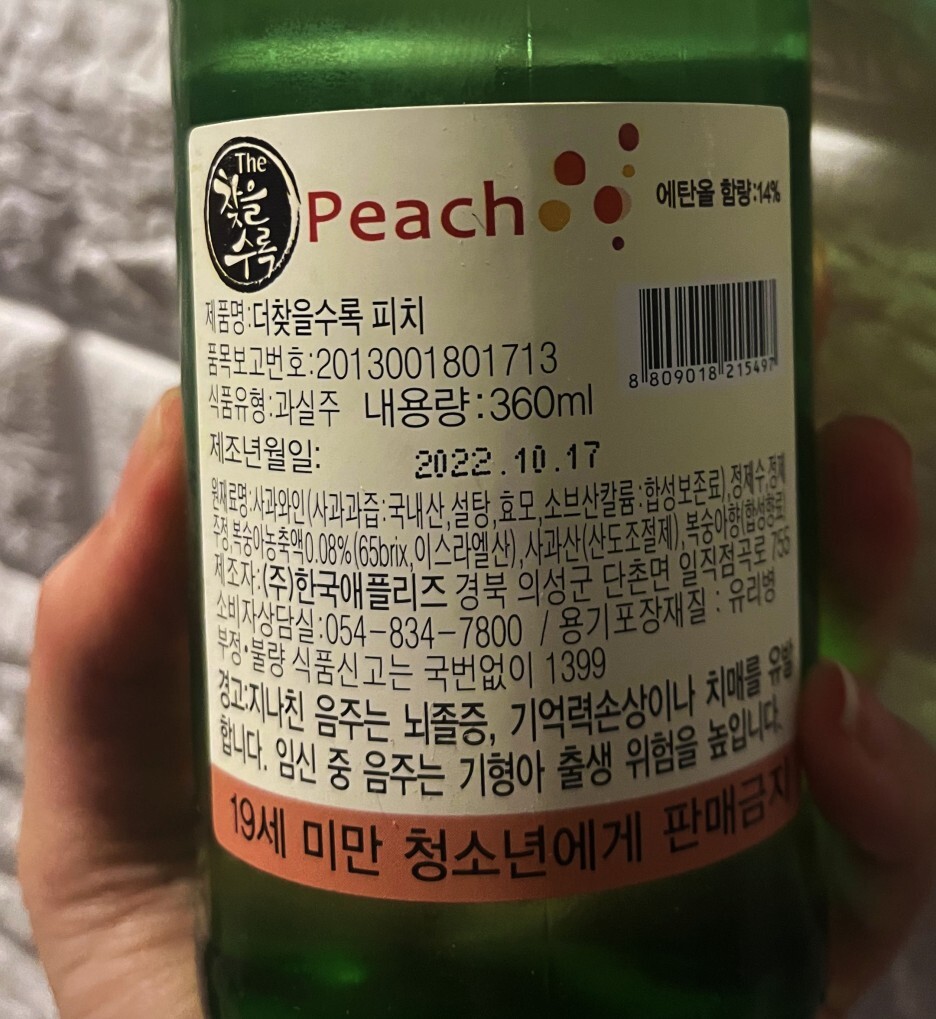 The
찾을
수록
Peach
에탄올 함량:14%
제품명:더찾을수록 피치
품목보고번호:2013001801713
8 809018 215497
식품유형:과실주 내용량:360ml
제조년월일: 2022.10.17
원재료명:사과와인(사과과즙:국내산,설탕,효모,소브산칼륨:합성보존료),정제수,정제
주정,복숭아농축액0.08%(65brix,이스라엘산),사과산(산도조절제),복숭아향(합성향료)
제조자:(주)한국애플리즈 경북 의성군 단촌면 일직점곡로 755
소비자상담실:054-834-7800 / 용기포장재질 : 유리병
부정•불량 식품신고는 국번없이 1399
경고:지나친 음주는 뇌졸증, 기억력손상이나 치매를 유발
합니다. 임신 중 음주는 기형아 출생 위험을 높입니다.
19세 미만 청소년에게 판매금지